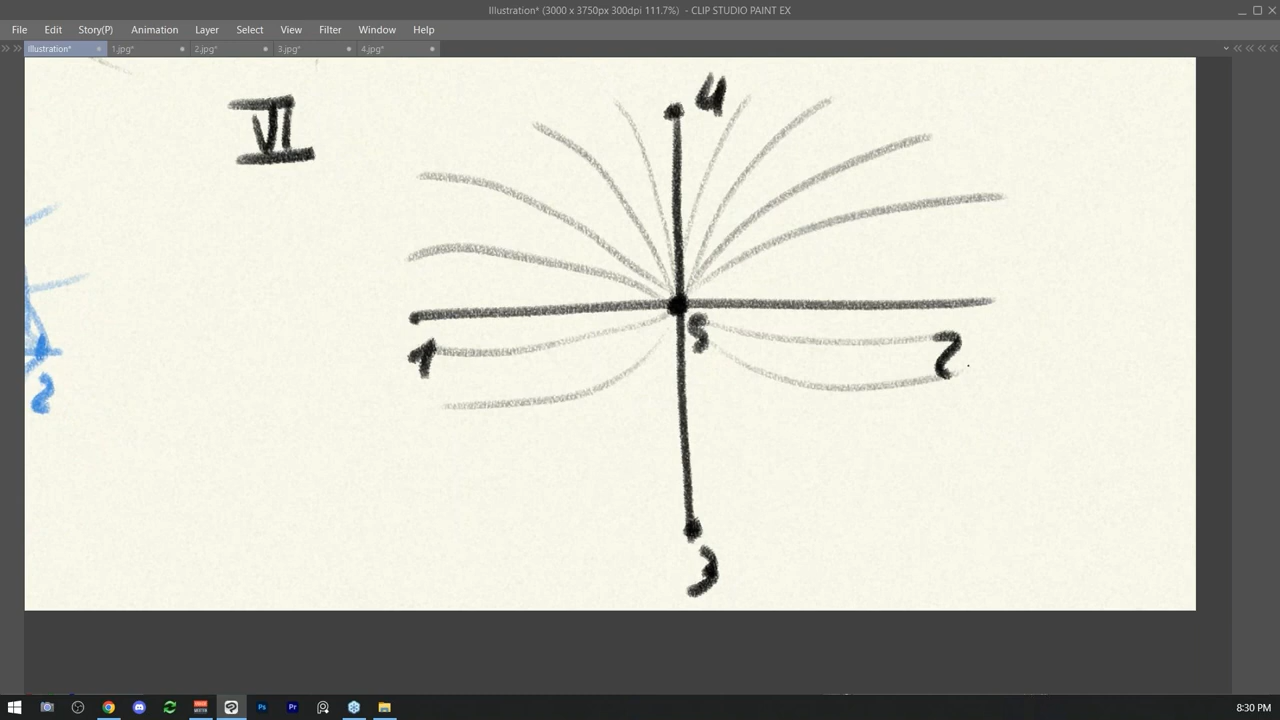 Illustration* (3000 x 3750px 300dpi 111.7%) - CLIP STUDIO PAINT EX
File Edit Story(P) Animation Layer Select View Filter Window Help
Illustration* 1.jpg* 2.jpg* 3.jpg* 4.jpg*
VI
4
5
1
2
2
3
Ps Pr
8:30 PM